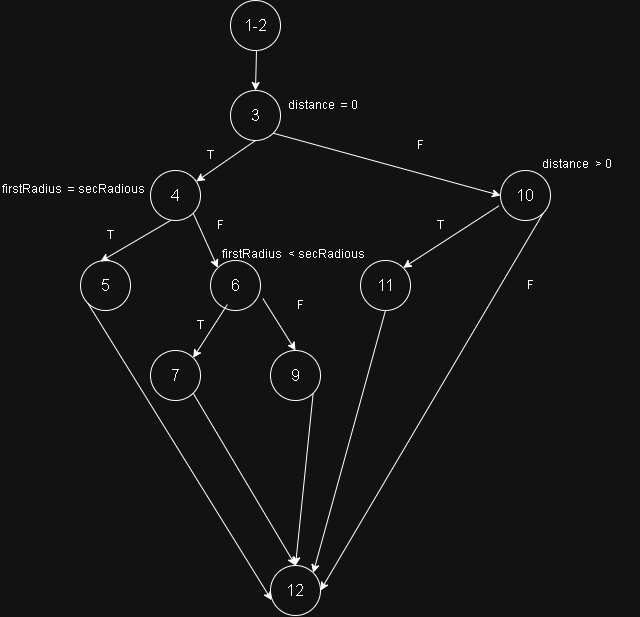 1-2
3
distance = 0
T
F
distance > 0
firstRadius = secRadious
4
10
T
F
T
firstRadius < secRadious
5
6
11
F
T
F
7
9
12